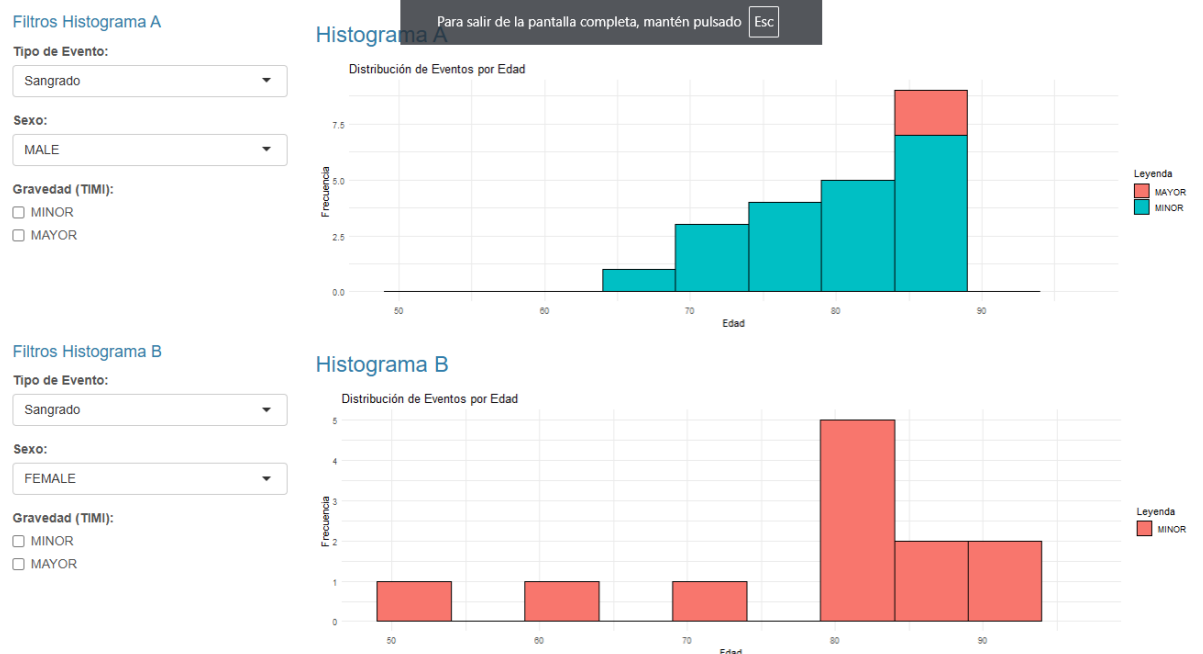 Filtros Histograma A
Tipo de Evento:
Sangrado
Sexo:
MALE
Gravedad (TIMI):
MINOR
MAYOR
Para salir de la pantalla completa, mantén pulsado Esc
Histograma A
Distribución de Eventos por Edad
Frecuencia
7.5
5.0
2.5
0.0
50 60 70 80 90
Edad
Leyenda
MAYOR
MINOR
Filtros Histograma B
Tipo de Evento:
Sangrado
Sexo:
FEMALE
Gravedad (TIMI):
MINOR
MAYOR
Histograma B
Distribución de Eventos por Edad
Frecuencia
5
4
3
2
1
0
50 60 70 80 90
Edad
Leyenda
MINOR